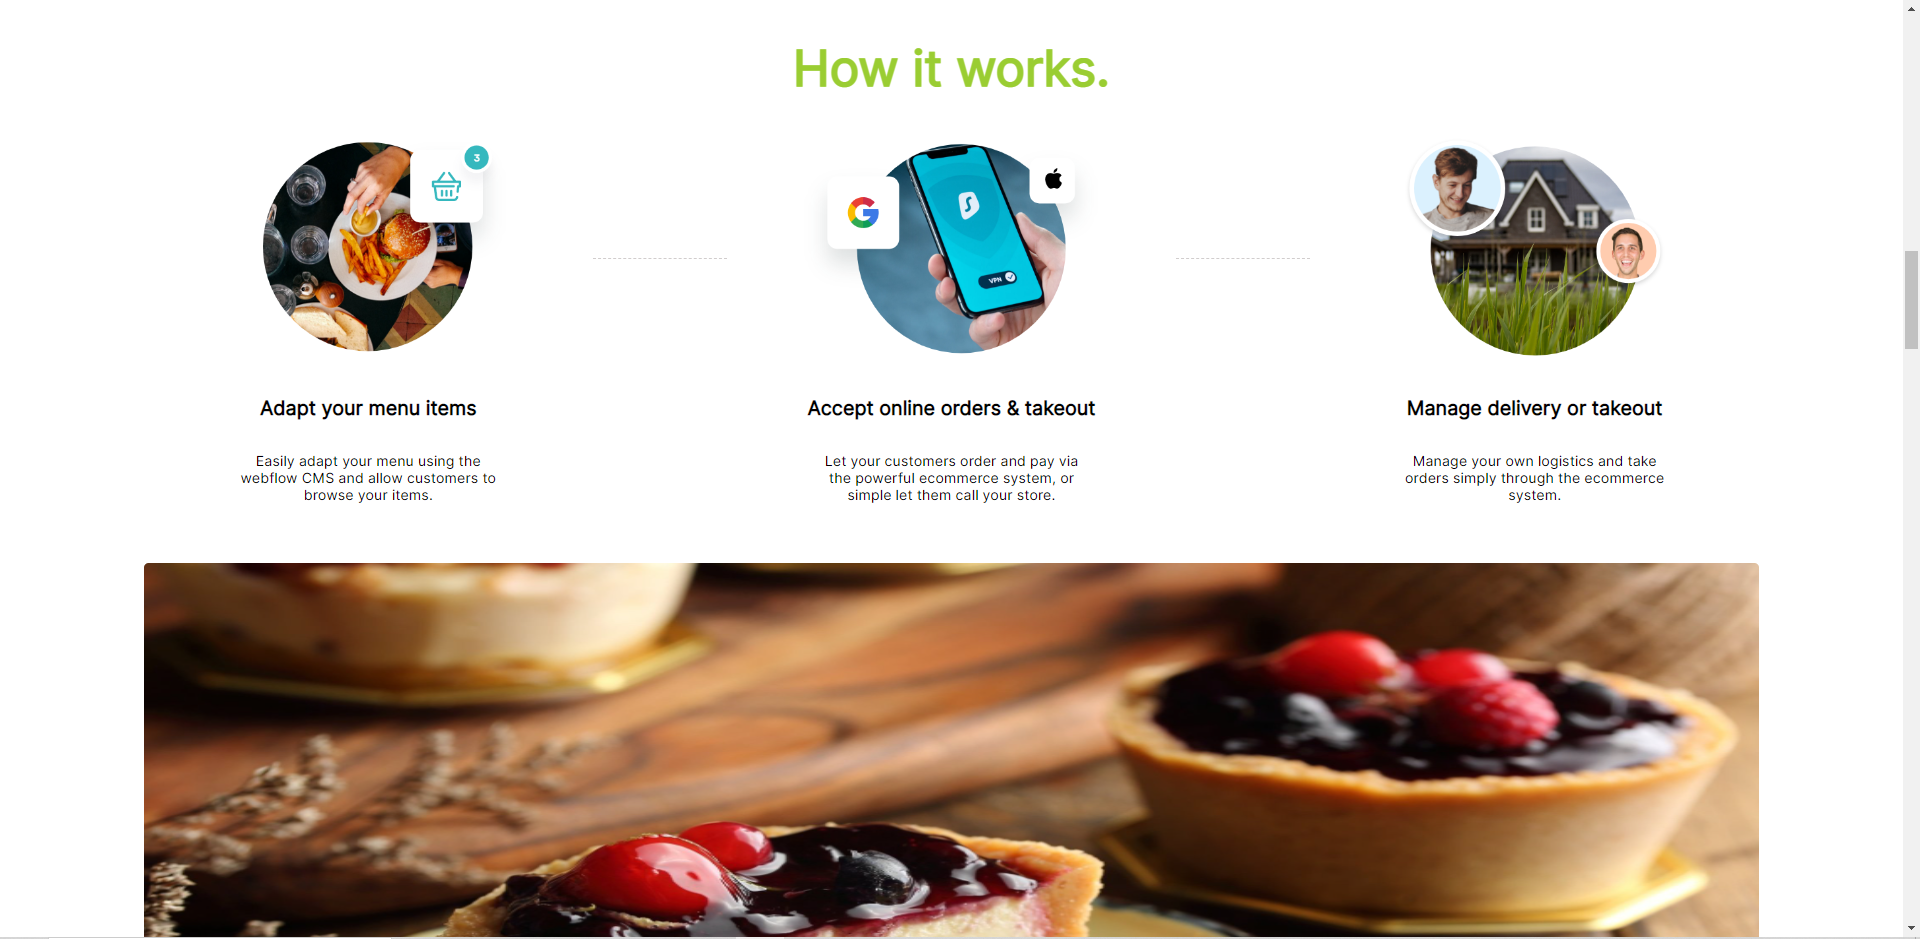 How it works.
3
VPN
Adapt your menu items
Accept online orders & takeout
Manage delivery or takeout
Easily adapt your menu using the
webflow CMS and allow customers to
browse your items.
Let your customers order and pay via
the powerful ecommerce system, or
simple let them call your store.
Manage your own logistics and take
orders simply through the ecommerce
system.